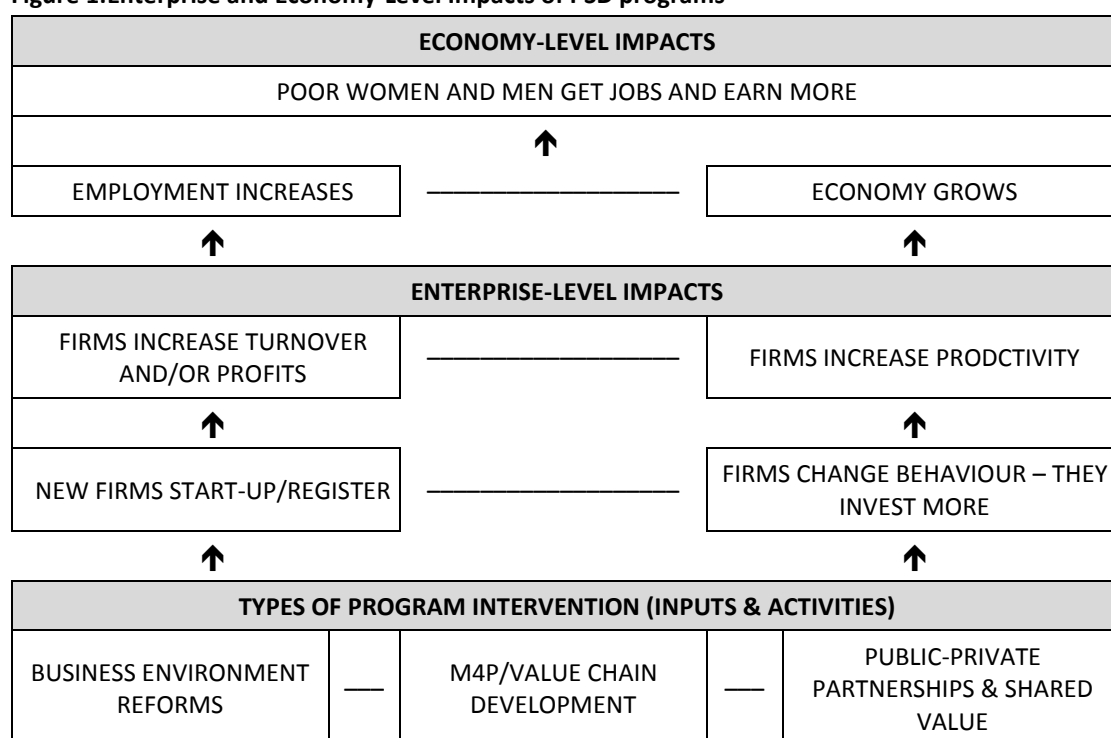 Figure 1:Enterprise and Economy-Level Impacts of PSD programs
ECONOMY-LEVEL IMPACTS
POOR WOMEN AND MEN GET JOBS AND EARN MORE
EMPLOYMENT INCREASES
ECONOMY GROWS
ENTERPRISE-LEVEL IMPACTS
FIRMS INCREASE TURNOVER
AND/OR PROFITS
FIRMS INCREASE PRODCTIVITY
NEW FIRMS START-UP/REGISTER
FIRMS CHANGE BEHAVIOUR – THEY
INVEST MORE
TYPES OF PROGRAM INTERVENTION (INPUTS & ACTIVITIES)
BUSINESS ENVIRONMENT
REFORMS
M4P/VALUE CHAIN
DEVELOPMENT
PUBLIC-PRIVATE
PARTNERSHIPS & SHARED
VALUE